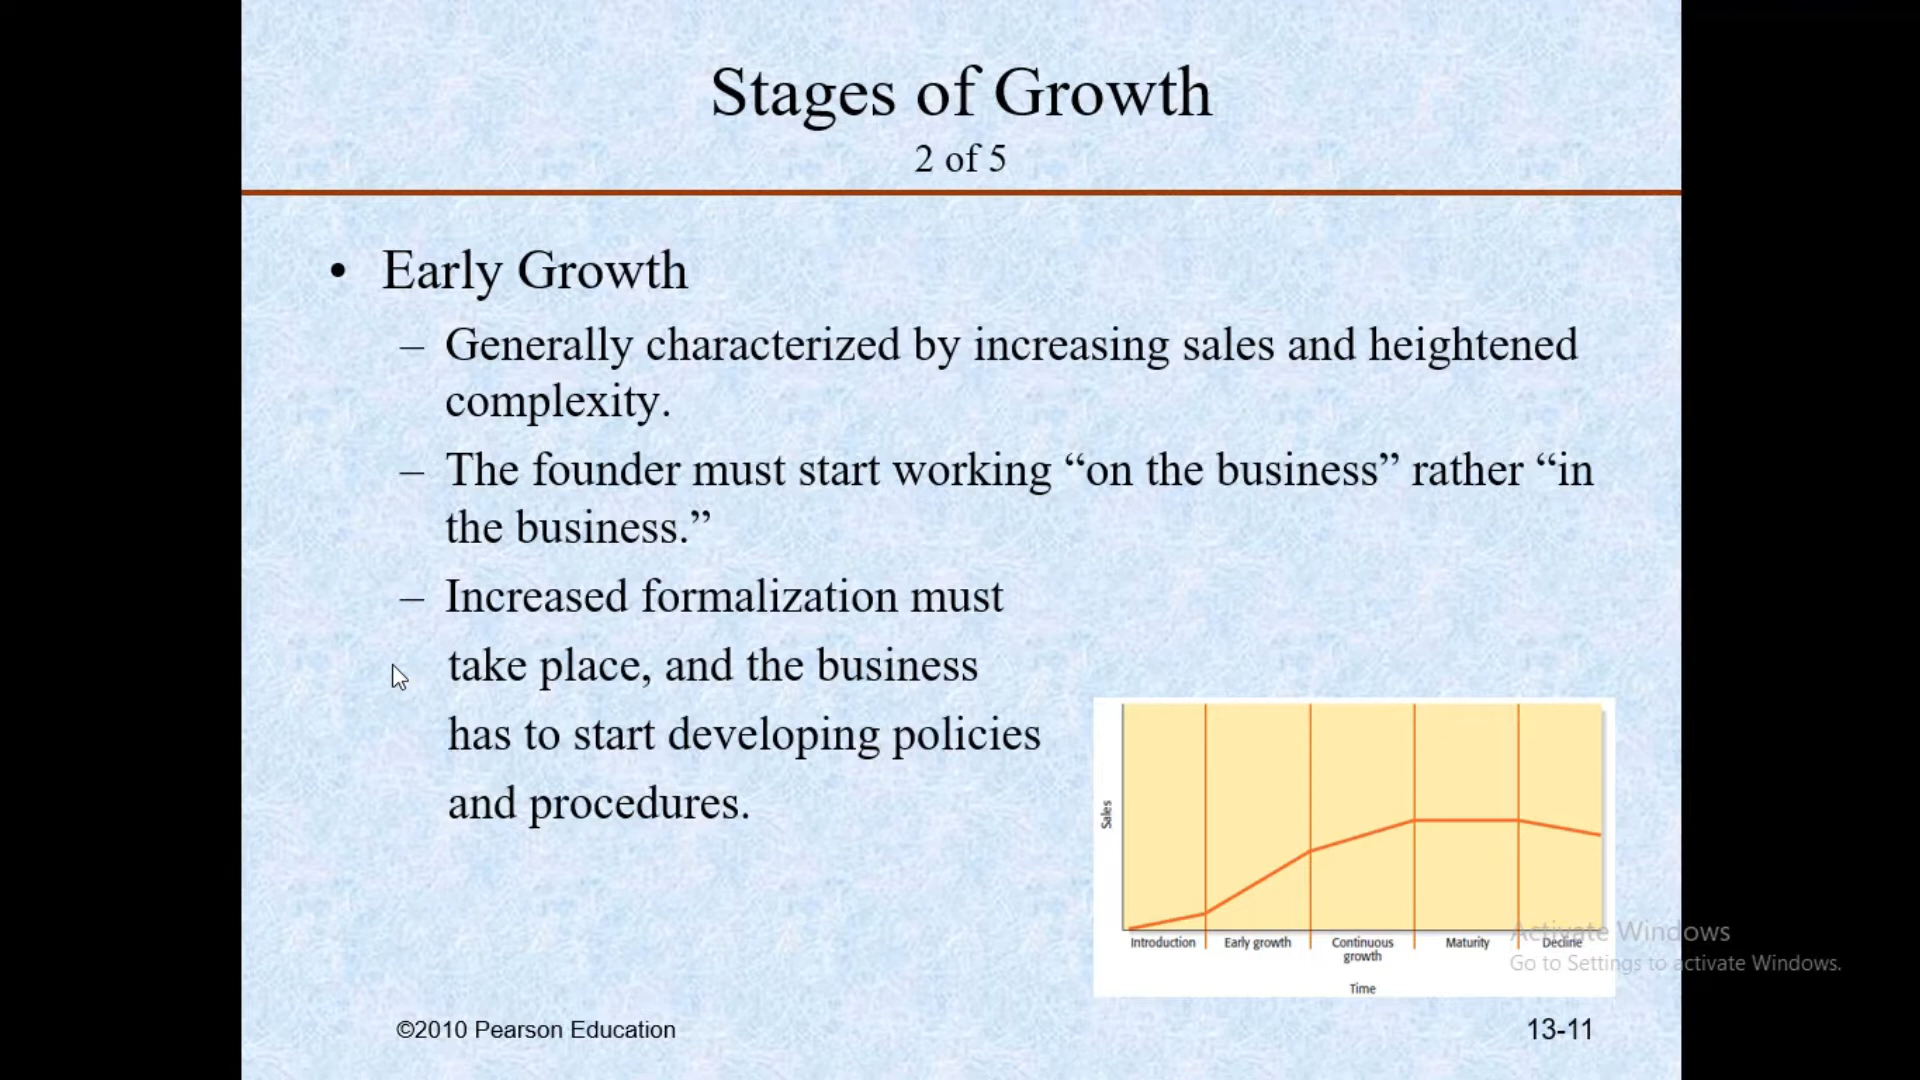 Stages of Growth
2 of 5
• Early Growth
– Generally characterized by increasing sales and heightened
complexity.
– The founder must start working “on the business” rather “in
the business.”
– Increased formalization must
take place, and the business
has to start developing policies
and procedures.
Sales
Introduction
Early growth
Continuous
growth
Maturity
Decline
Time
Activate Windows
Go to Settings to activate Windows.
©2010 Pearson Education
13-11